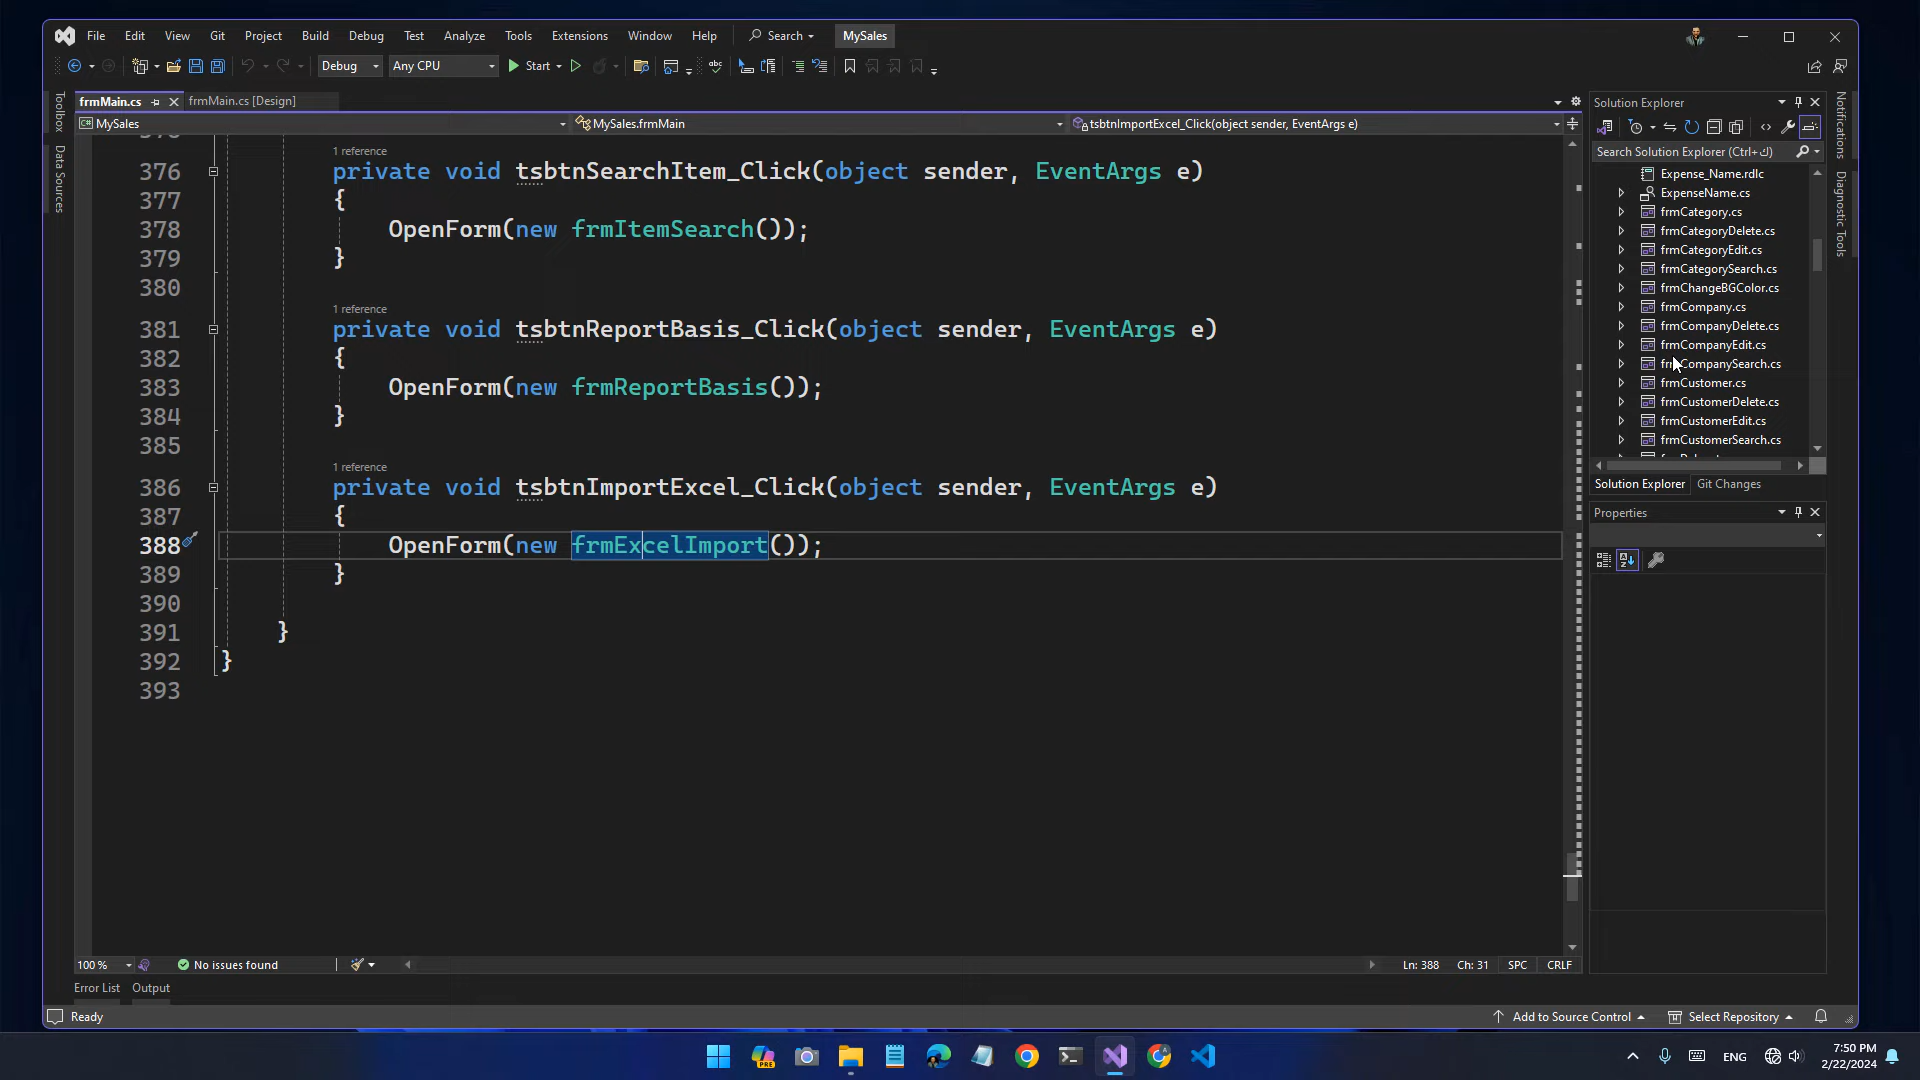 File Edit View Git Project Build Debug Test Analyze Tools Extensions Window Help Search MySales
Debug Any CPU Start
Toolbox
Data Sources
frmMain.cs
frmMain.cs [Design]
MySales
MySales.frmMain
tsbtnImportExcel_Click(object sender, EventArgs e)
1 reference
376 private void tsbtnSearchItem_Click(object sender, EventArgs e)
377 {
378 OpenForm(new frmItemSearch());
379 }
380
1 reference
381 private void tsbtnReportBasis_Click(object sender, EventArgs e)
382 {
383 OpenForm(new frmReportBasis());
384 }
385
1 reference
386 private void tsbtnImportExcel_Click(object sender, EventArgs e)
387 {
388 OpenForm(new frmExcelImport());
389 }
390
391 }
392 }
393
100 % No issues found Ln: 388 Ch: 31 SPC CRLF
Error List Output
Ready
Add to Source Control Select Repository
Solution Explorer
Search Solution Explorer (Ctrl+ك)
Expense_Name.rdlc
ExpenseName.cs
frmCategory.cs
frmCategoryDelete.cs
frmCategoryEdit.cs
frmCategorySearch.cs
frmChangeBGColor.cs
frmCompany.cs
frmCompanyDelete.cs
frmCompanyEdit.cs
frmCompanySearch.cs
frmCustomer.cs
frmCustomerDelete.cs
frmCustomerEdit.cs
frmCustomerSearch.cs
Solution Explorer Git Changes
Properties
Notifications
Diagnostic Tools
PRE
ENG
7:50 PM
2/22/2024